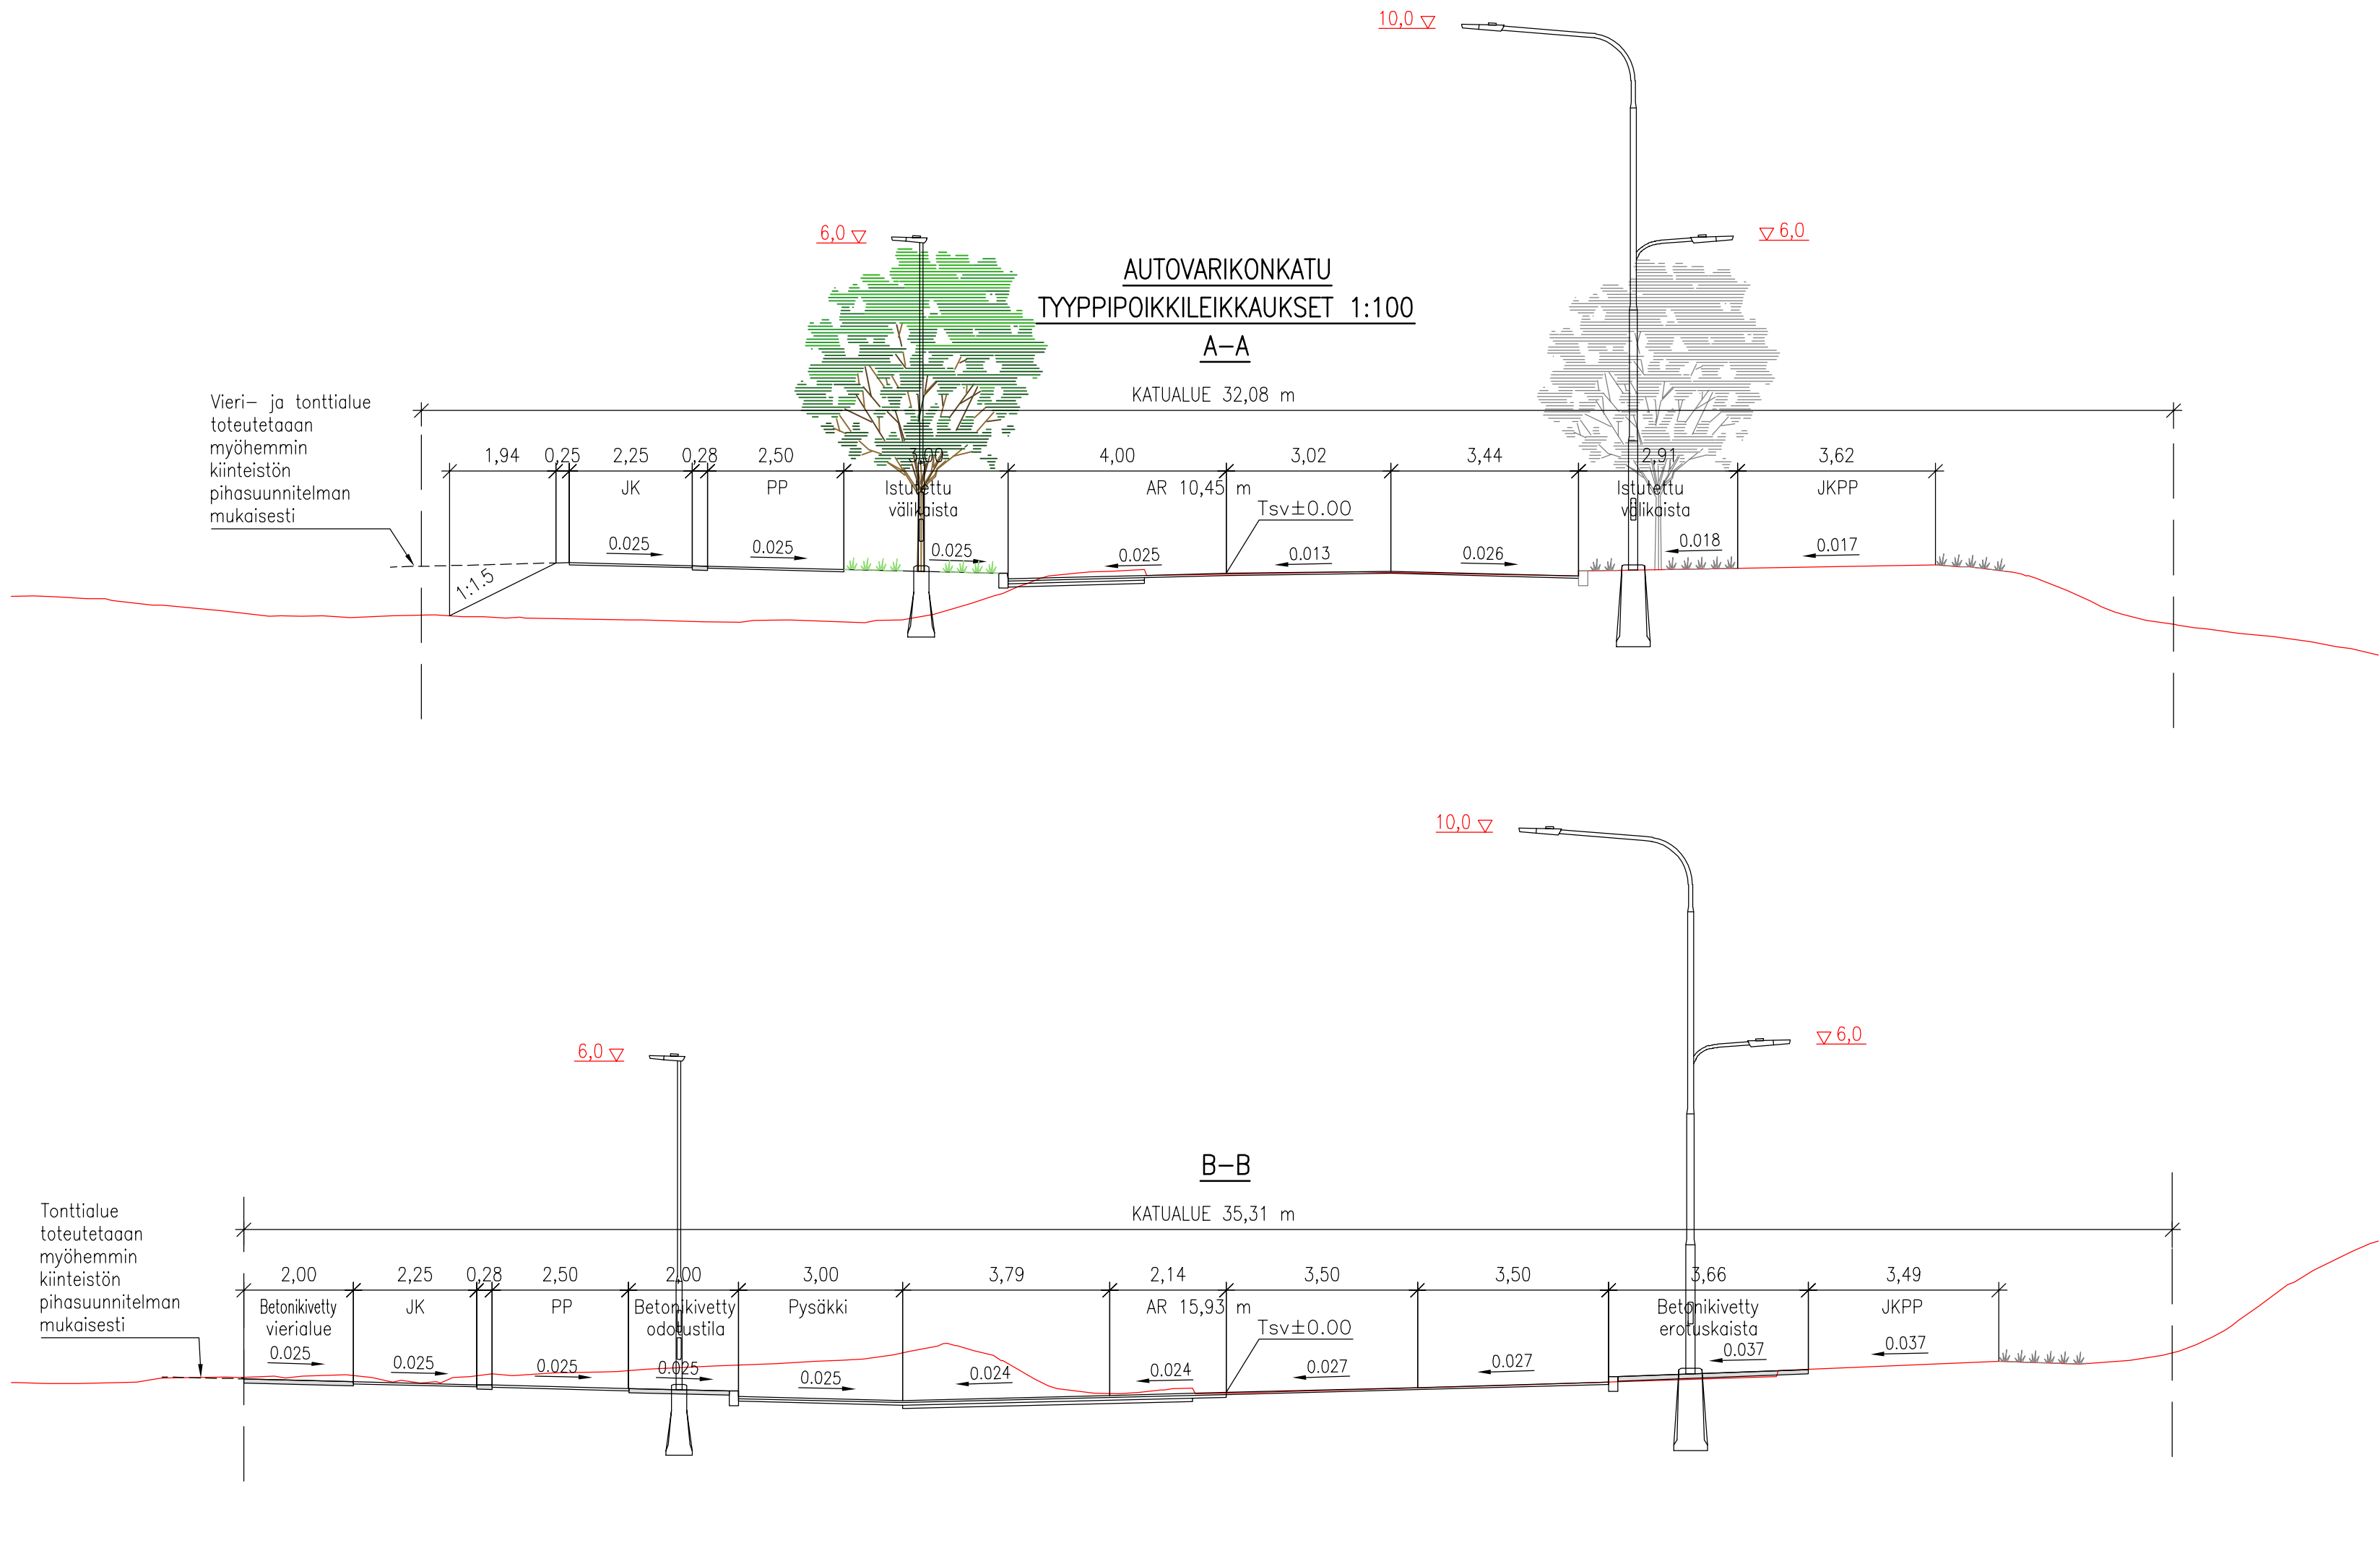 10,0
6,0
6,0
AUTOVARIKONKATU
TYYPPIPOIKKILEIKKAUKSET 1:100
A-A
KATUALUE 32,08 m
Vieri- ja tonttialue
toteutetaaan
myöhemmin
kiinteistön
pihasuunnitelman
mukaisesti
1,94 0,25 2,25 0,28 2,50 3,00 4,00 3,02 3,44 2,91 3,62
JK PP Istutettu AR 10,45 m Istutettu JKPP
välikaista välikaista
Tsv±0.00
0.025 0.025 0.025 0.025 0.013 0.026 0.018 0.017
1:1.5
10,0
6,0
6,0
B-B
KATUALUE 35,31 m
Tonttialue
toteutetaaan
myöhemmin
kiinteistön
pihasuunnitelman
mukaisesti
2,00 2,25 0,28 2,50 2,00 3,00 3,79 2,14 3,50 3,50 3,66 3,49
Betonikivetty JK PP Betonikivetty Pysäkki AR 15,93 m Betonikivetty JKPP
vierialue odotustila erotuskaista
Tsv±0.00
0.025 0.025 0.025 0.025 0.025 0.024 0.024 0.027 0.027 0.037 0.037